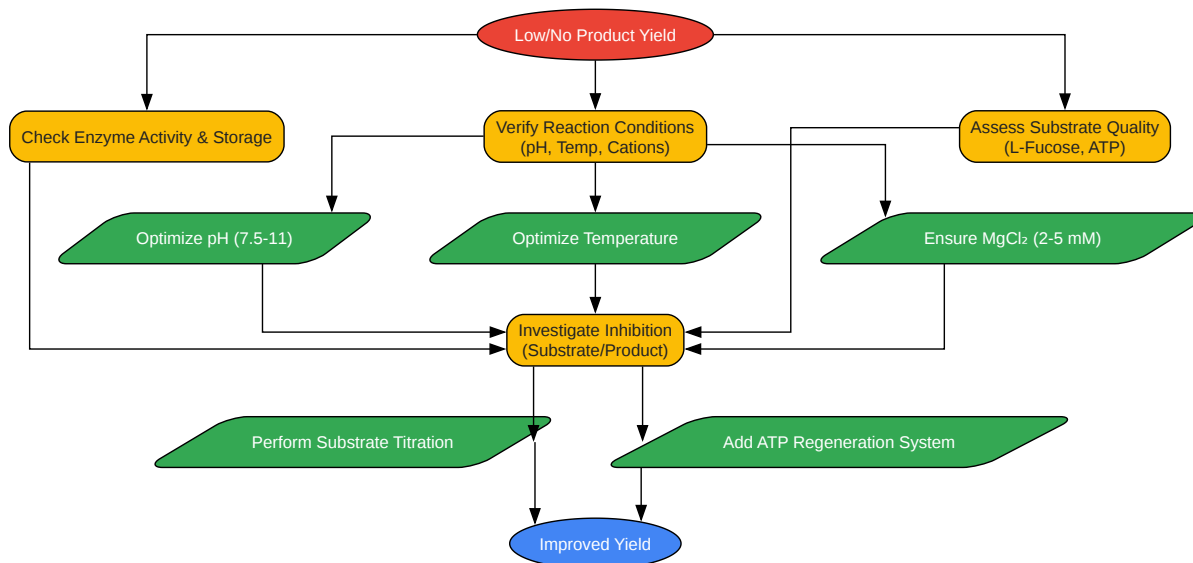 Low/No Product Yield
Check Enzyme Activity & Storage
Verify Reaction Conditions
(pH, Temp, Cations)
Assess Substrate Quality
(L-Fucose, ATP)
Optimize pH (7.5-11)
Optimize Temperature
Ensure MgCl₂ (2-5 mM)
Investigate Inhibition
(Substrate/Product)
Perform Substrate Titration
Add ATP Regeneration System
Improved Yield